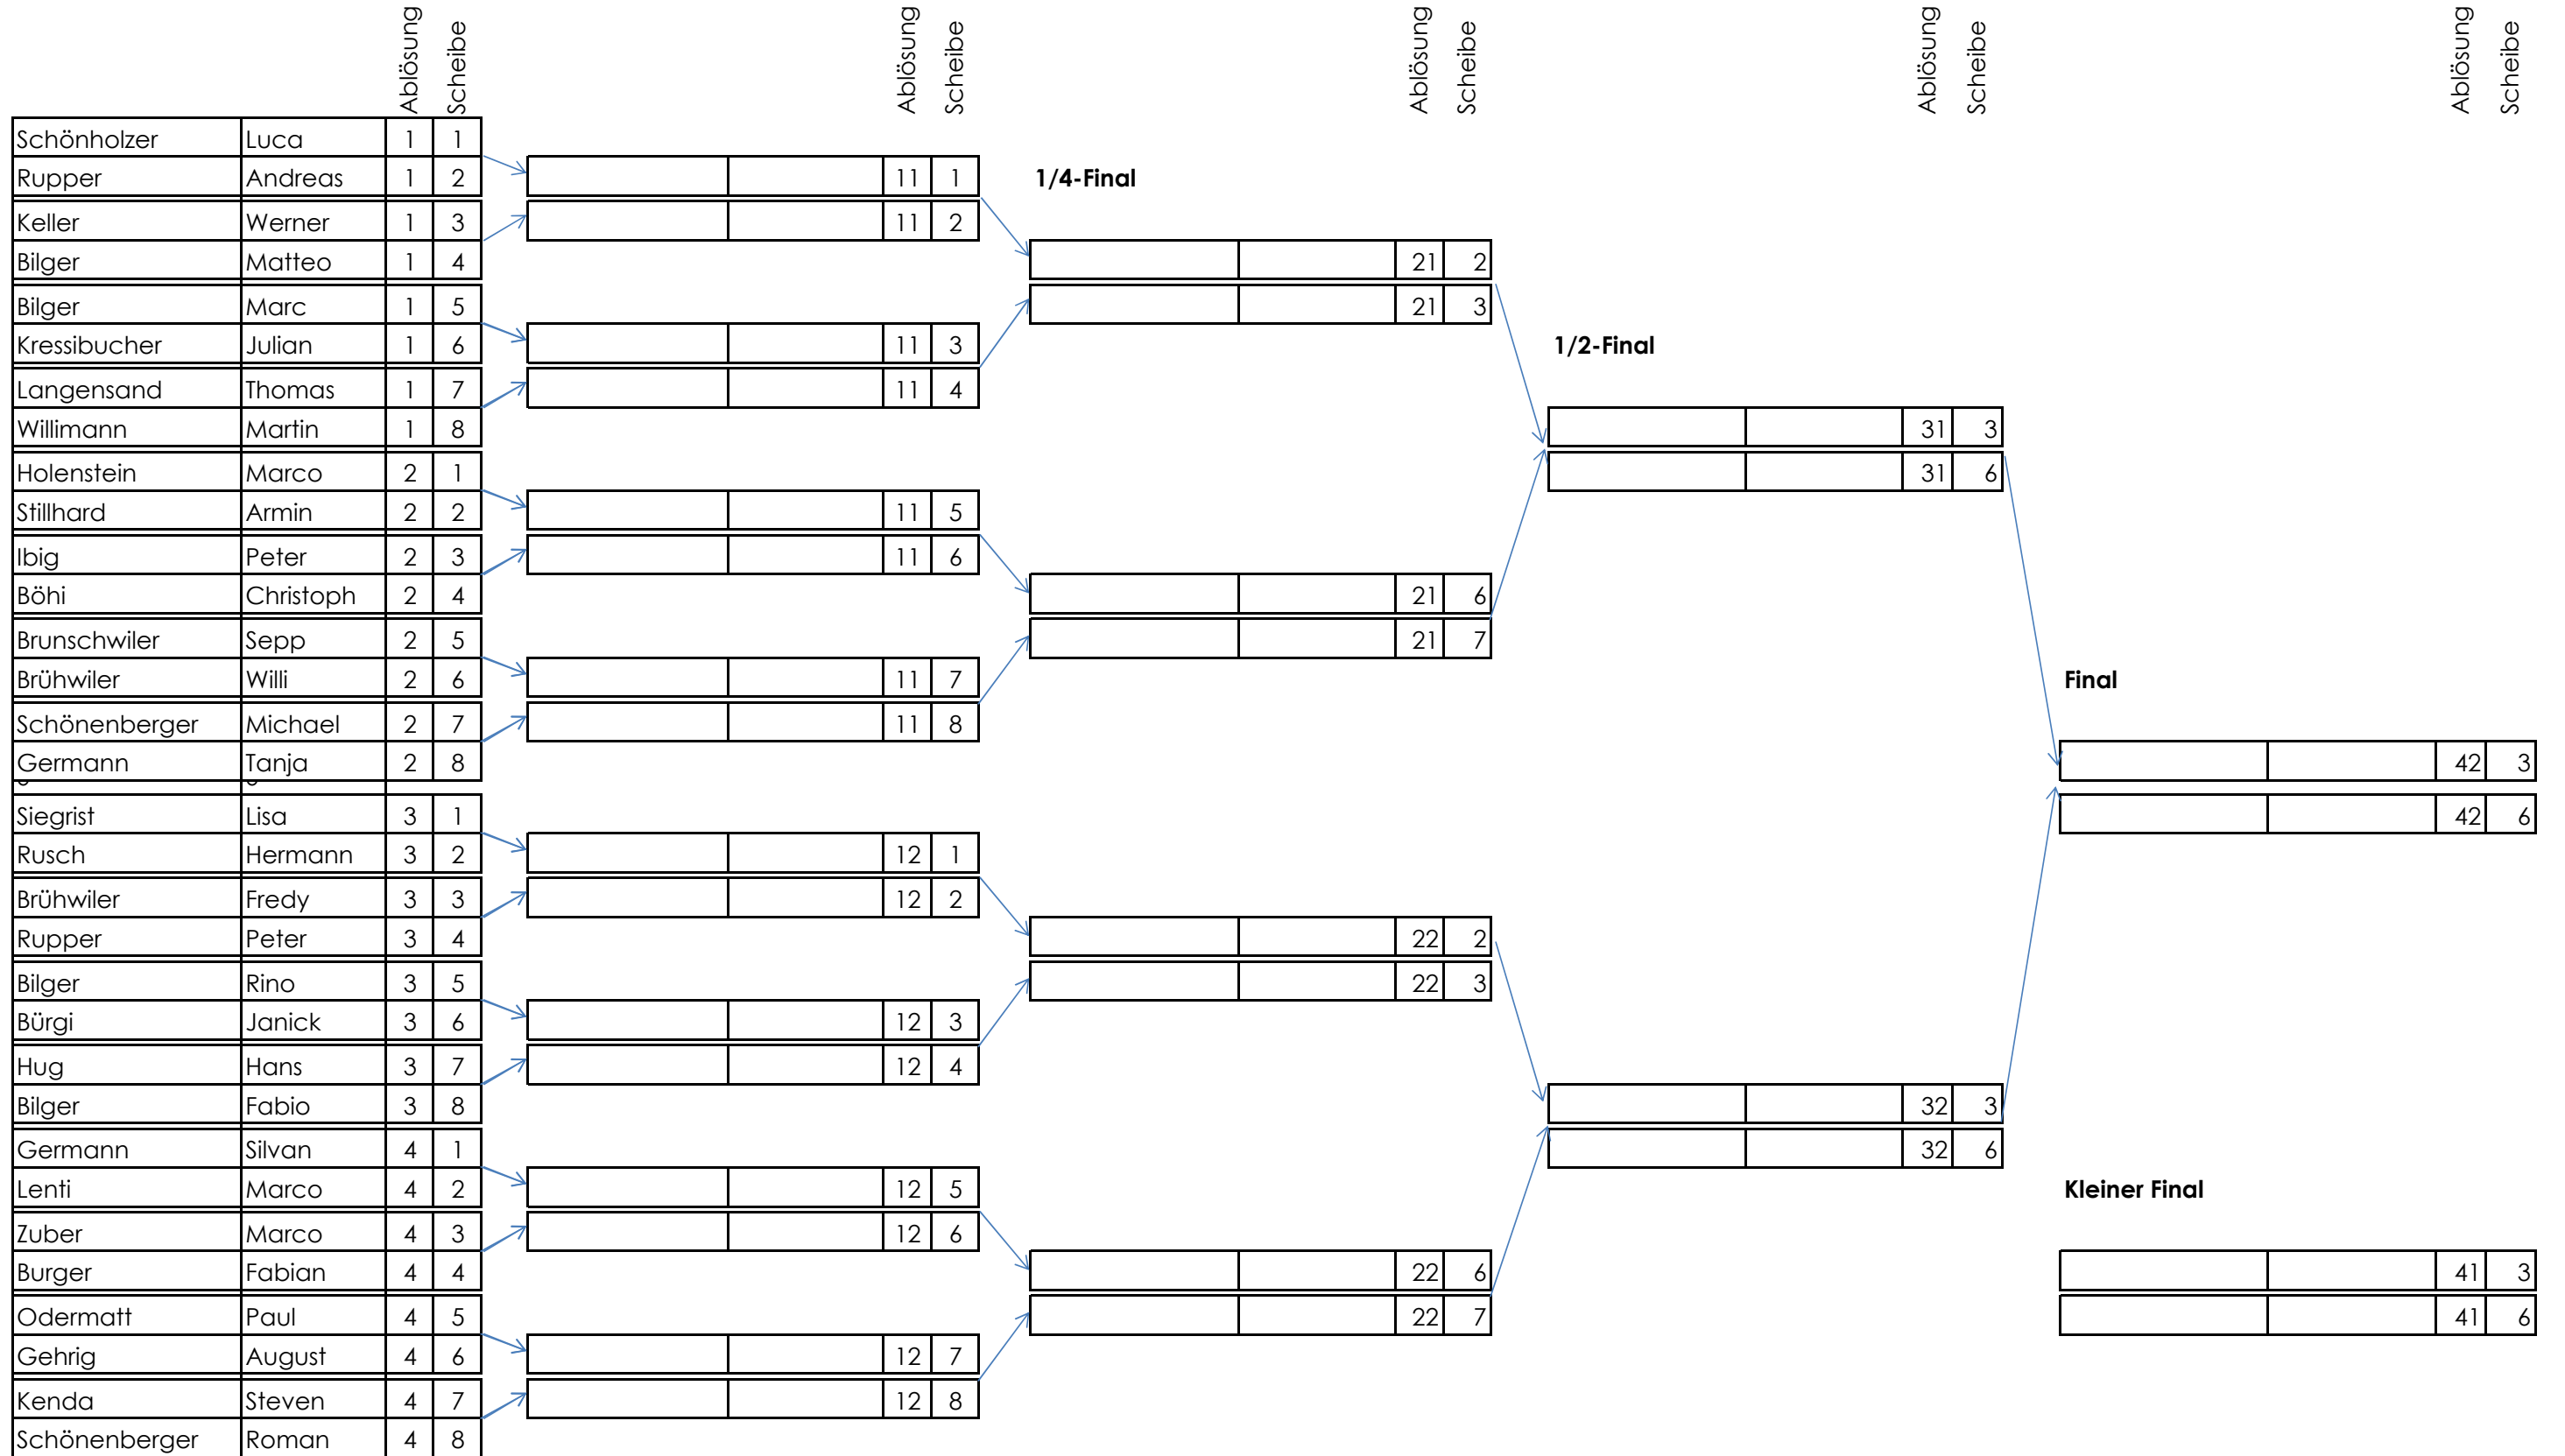 Ablösung Scheibe Ablösung Scheibe Ablösung Scheibe Ablösung Scheibe Ablösung Scheibe
Schönholzer Luca 1 1
Rupper Andreas 1 2 11 1 1/4-Final
Keller Werner 1 3 11 2
Bilger Matteo 1 4 21 2
Bilger Marc 1 5 21 3
Kressibucher Julian 1 6 11 3 1/2-Final
Langensand Thomas 1 7 11 4
Willimann Martin 1 8 31 3
Holenstein Marco 2 1 31 6
Stillhard Armin 2 2 11 5
Ibig Peter 2 3 11 6
Böhi Christoph 2 4 21 6
Brunschwiler Sepp 2 5 21 7
Brühwiler Willi 2 6 11 7 Final
Schönenberger Michael 2 7 11 8
Germann Tanja 2 8 42 3
Siegrist Lisa 3 1 42 6
Rusch Hermann 3 2 12 1
Brühwiler Fredy 3 3 12 2
Rupper Peter 3 4 22 2
Bilger Rino 3 5 22 3
Bürgi Janick 3 6 12 3
Hug Hans 3 7 12 4
Bilger Fabio 3 8 32 3
Germann Silvan 4 1 32 6
Lenti Marco 4 2 12 5 Kleiner Final
Zuber Marco 4 3 12 6
Burger Fabian 4 4 22 6 41 3
Odermatt Paul 4 5 22 7 41 6
Gehrig August 4 6 12 7
Kenda Steven 4 7 12 8
Schönenberger Roman 4 8